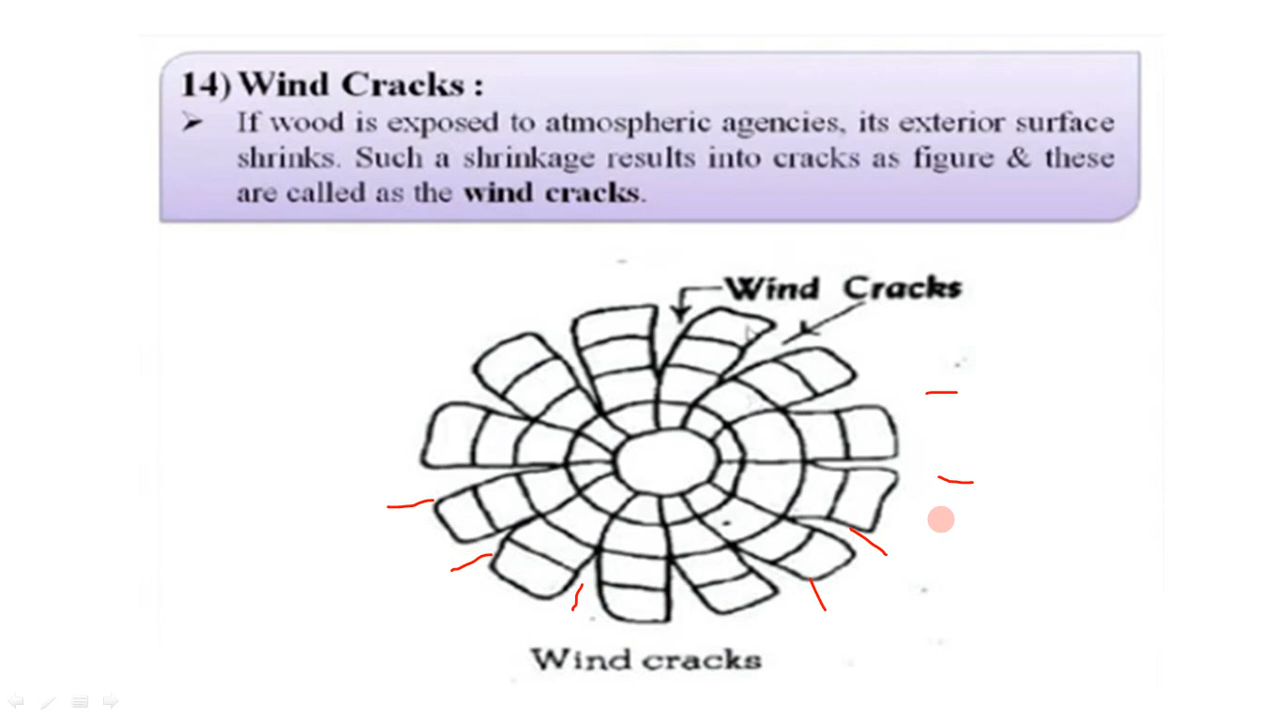 14) Wind Cracks :
➤ If wood is exposed to atmospheric agencies, its exterior surface
shrinks. Such a shrinkage results into cracks as figure & these
are called as the wind cracks.
Wind Cracks
Wind cracks